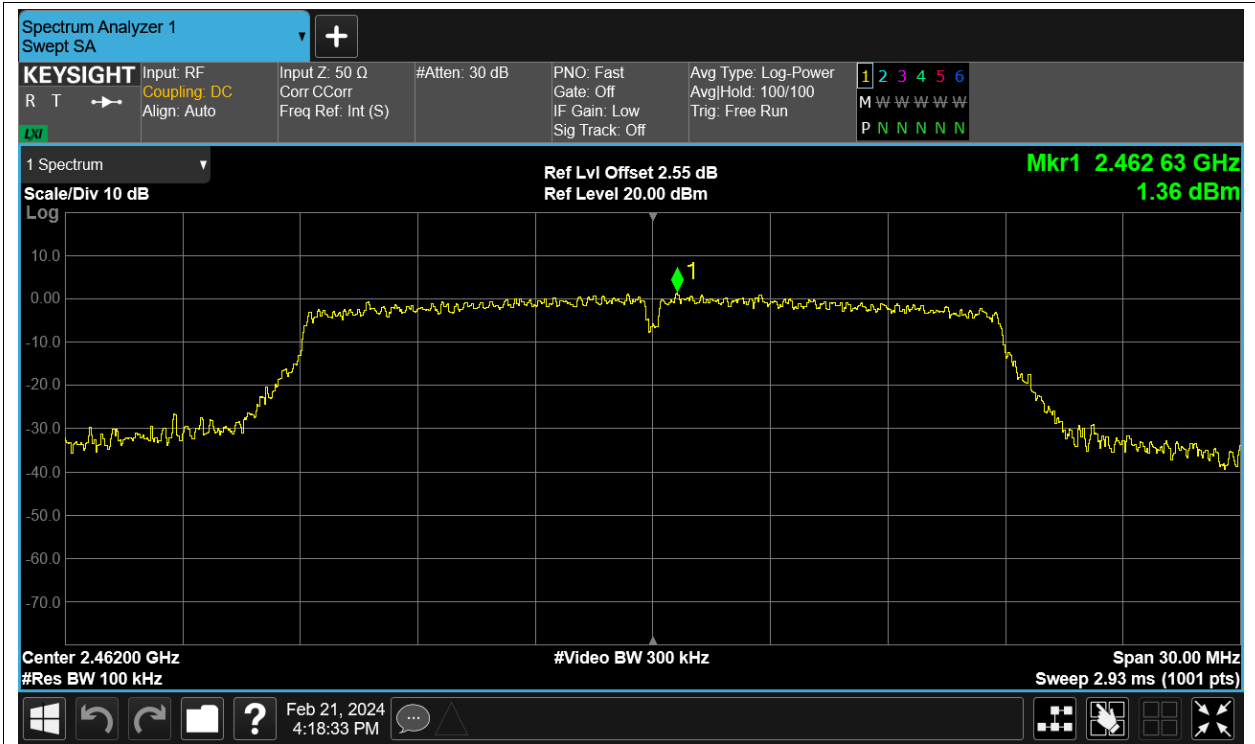 Spectrum Analyzer 1
Swept SA
KEYSIGHT
R T
LXI
Input: RF
Coupling: DC
Align: Auto
Input Z: 50 Ω
Corr CCorr
Freq Ref: Int (S)
#Atten: 30 dB
PNO: Fast
Gate: Off
IF Gain: Low
Sig Track: Off
Avg Type: Log-Power
Avg|Hold: 100/100
Trig: Free Run
1 2 3 4 5 6
M W W W W W
P N N N N N
1 Spectrum
Scale/Div 10 dB
Log
Ref Lvl Offset 2.55 dB
Ref Level 20.00 dBm
Mkr1 2.462 63 GHz
1.36 dBm
1
10.0
0.00
-10.0
-20.0
-30.0
-40.0
-50.0
-60.0
-70.0
Center 2.46200 GHz
#Res BW 100 kHz
#Video BW 300 kHz
Span 30.00 MHz
Sweep 2.93 ms (1001 pts)
?
Feb 21, 2024
4:18:33 PM